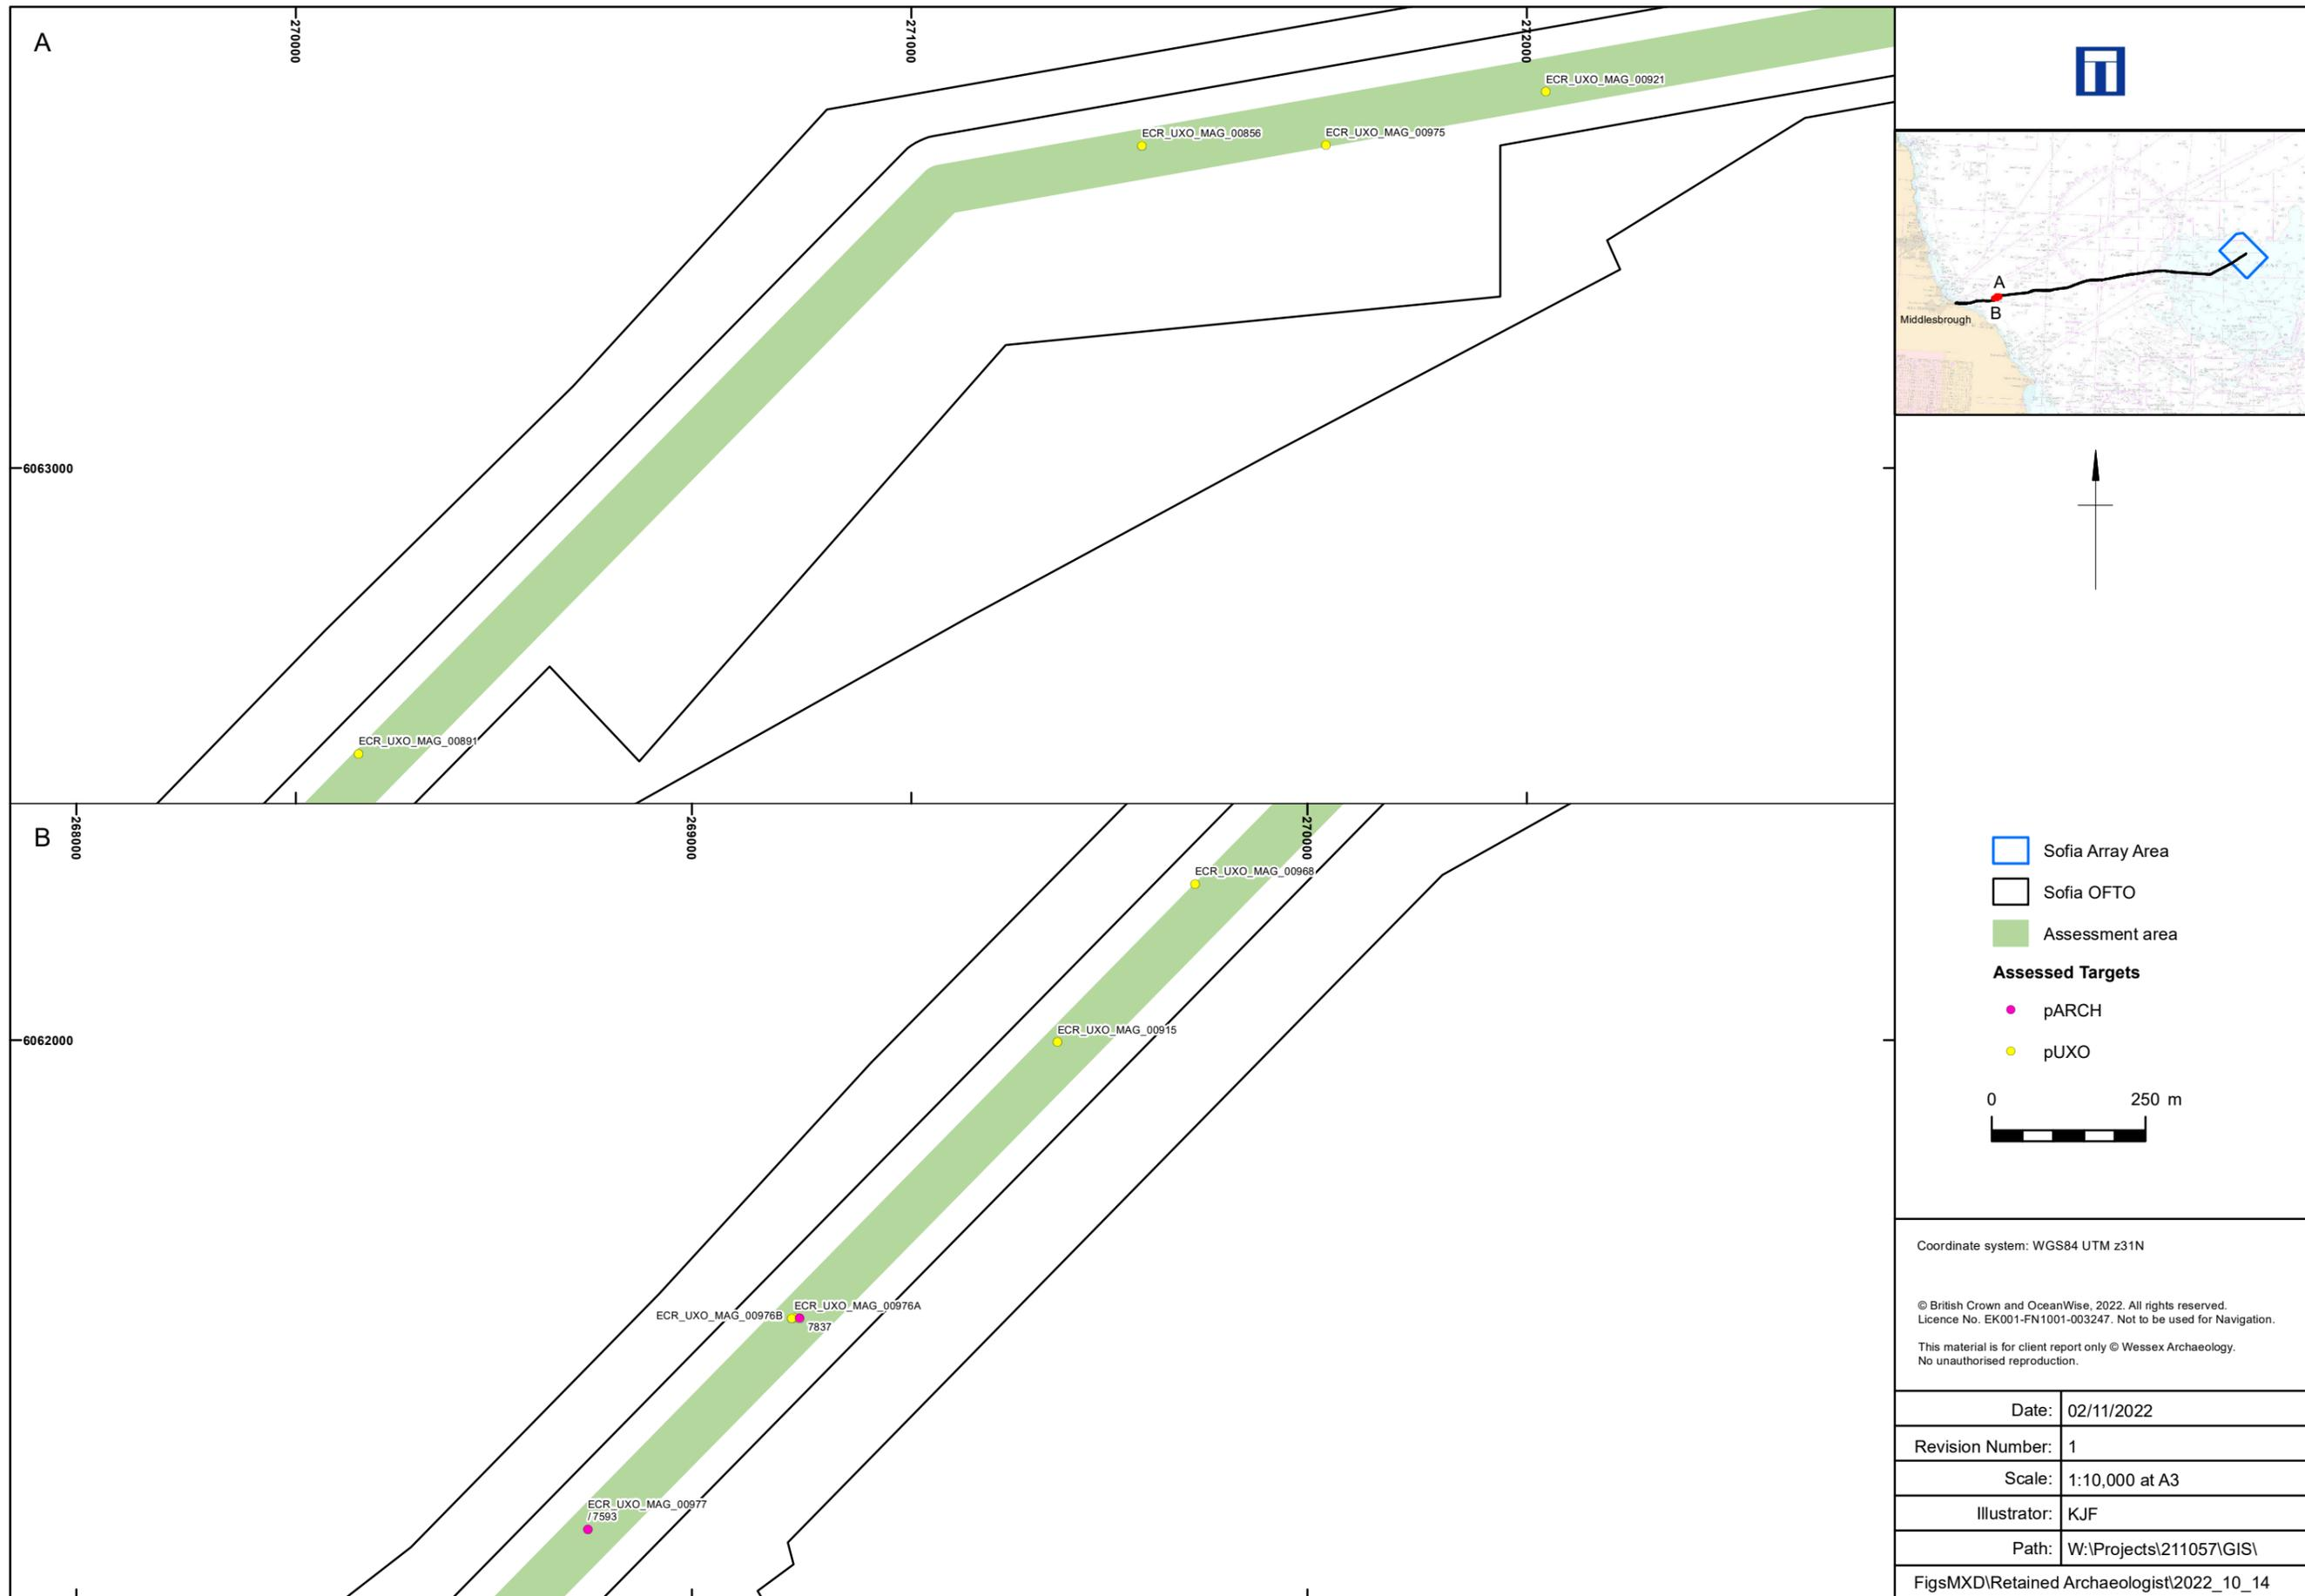 A
270000
271000
272000
ECR_UXO_MAG_00921
ECR_UXO_MAG_00856
ECR_UXO_MAG_00975
6063000
ECR_UXO_MAG_00891
B
268000
269000
270000
ECR_UXO_MAG_00968
6062000
ECR_UXO_MAG_00915
ECR_UXO_MAG_00976B
ECR_UXO_MAG_00976A
7837
ECR_UXO_MAG_00977
/ 7593
A
B
Middlesbrough
Sofia Array Area
Sofia OFTO
Assessment area
Assessed Targets
pARCH
pUXO
0 250 m
Coordinate system: WGS84 UTM z31N
© British Crown and OceanWise, 2022. All rights reserved.
Licence No. EK001-FN1001-003247. Not to be used for Navigation.
This material is for client report only © Wessex Archaeology.
No unauthorised reproduction.
Date: 02/11/2022
Revision Number: 1
Scale: 1:10,000 at A3
Illustrator: KJF
Path: W:\Projects\211057\GIS\
FigsMXD\Retained Archaeologist\2022_10_14